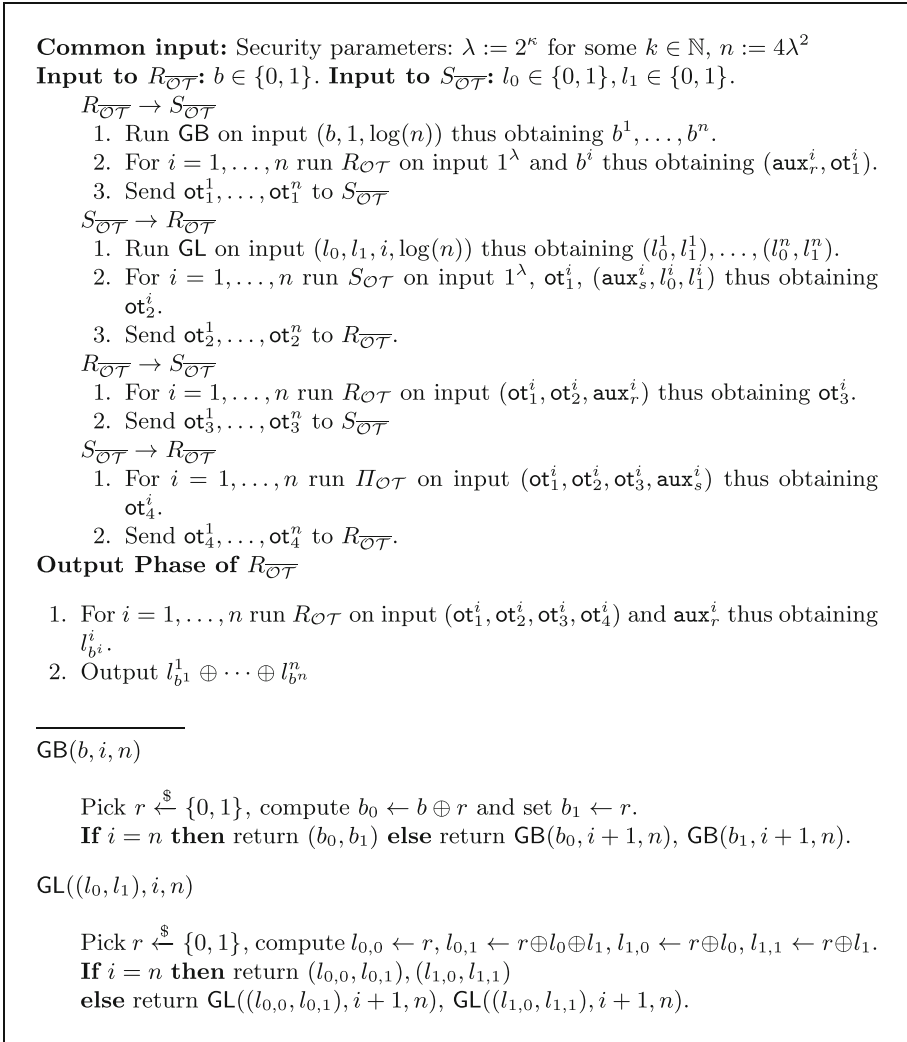 Common input: Security parameters: λ := 2^κ for some k ∈ ℕ, n := 4λ²
Input to R_{\overline{𝒪𝒯}}: b ∈ {0, 1}. Input to S_{\overline{𝒪𝒯}}: l_0 ∈ {0, 1}, l_1 ∈ {0, 1}.
R_{\overline{𝒪𝒯}} → S_{\overline{𝒪𝒯}}
1. Run GB on input (b, 1, log(n)) thus obtaining b^1, . . . , b^n.
2. For i = 1, . . . , n run R_{𝒪𝒯} on input 1^λ and b^i thus obtaining (aux_r^i, ot_1^i).
3. Send ot_1^1, . . . , ot_1^n to S_{\overline{𝒪𝒯}}
S_{\overline{𝒪𝒯}} → R_{\overline{𝒪𝒯}}
1. Run GL on input (l_0, l_1, i, log(n)) thus obtaining (l_0^1, l_1^1), . . . , (l_0^n, l_1^n).
2. For i = 1, . . . , n run S_{𝒪𝒯} on input 1^λ, ot_1^i, (aux_s^i, l_0^i, l_1^i) thus obtaining
ot_2^i.
3. Send ot_2^1, . . . , ot_2^n to R_{\overline{𝒪𝒯}}.
R_{\overline{𝒪𝒯}} → S_{\overline{𝒪𝒯}}
1. For i = 1, . . . , n run R_{𝒪𝒯} on input (ot_1^i, ot_2^i, aux_r^i) thus obtaining ot_3^i.
2. Send ot_3^1, . . . , ot_3^n to S_{\overline{𝒪𝒯}}
S_{\overline{𝒪𝒯}} → R_{\overline{𝒪𝒯}}
1. For i = 1, . . . , n run Π_{𝒪𝒯} on input (ot_1^i, ot_2^i, ot_3^i, aux_s^i) thus obtaining
ot_4^i.
2. Send ot_4^1, . . . , ot_4^n to R_{\overline{𝒪𝒯}}.
Output Phase of R_{\overline{𝒪𝒯}}
1. For i = 1, . . . , n run R_{𝒪𝒯} on input (ot_1^i, ot_2^i, ot_3^i, ot_4^i) and aux_r^i thus obtaining
l_{b^i}^i.
2. Output l_{b^1}^1 ⊕ · · · ⊕ l_{b^n}^n
GB(b, i, n)
Pick r ←$ {0, 1}, compute b_0 ← b ⊕ r and set b_1 ← r.
If i = n then return (b_0, b_1) else return GB(b_0, i + 1, n), GB(b_1, i + 1, n).
GL((l_0, l_1), i, n)
Pick r ←$ {0, 1}, compute l_{0,0} ← r, l_{0,1} ← r⊕l_0⊕l_1, l_{1,0} ← r⊕l_0, l_{1,1} ← r⊕l_1.
If i = n then return (l_{0,0}, l_{0,1}), (l_{1,0}, l_{1,1})
else return GL((l_{0,0}, l_{0,1}), i + 1, n), GL((l_{1,0}, l_{1,1}), i + 1, n).